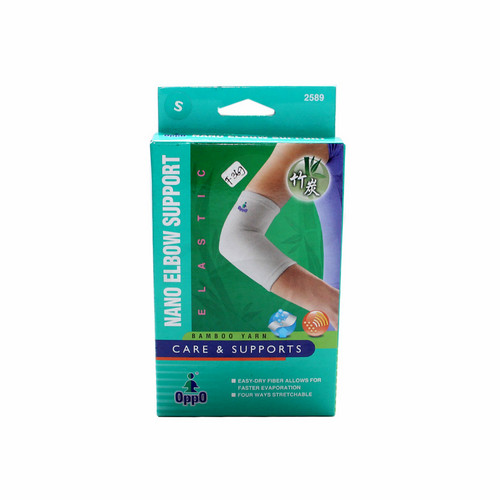 S
2589
NANO ELBOW SUPPORT
ELASTIC
竹炭
BAMBOO YARN
CARE & SUPPORTS
OppO
EASY-DRY FIBER ALLOWS FOR
FASTER EVAPORATION
FOUR WAYS STRETCHABLE